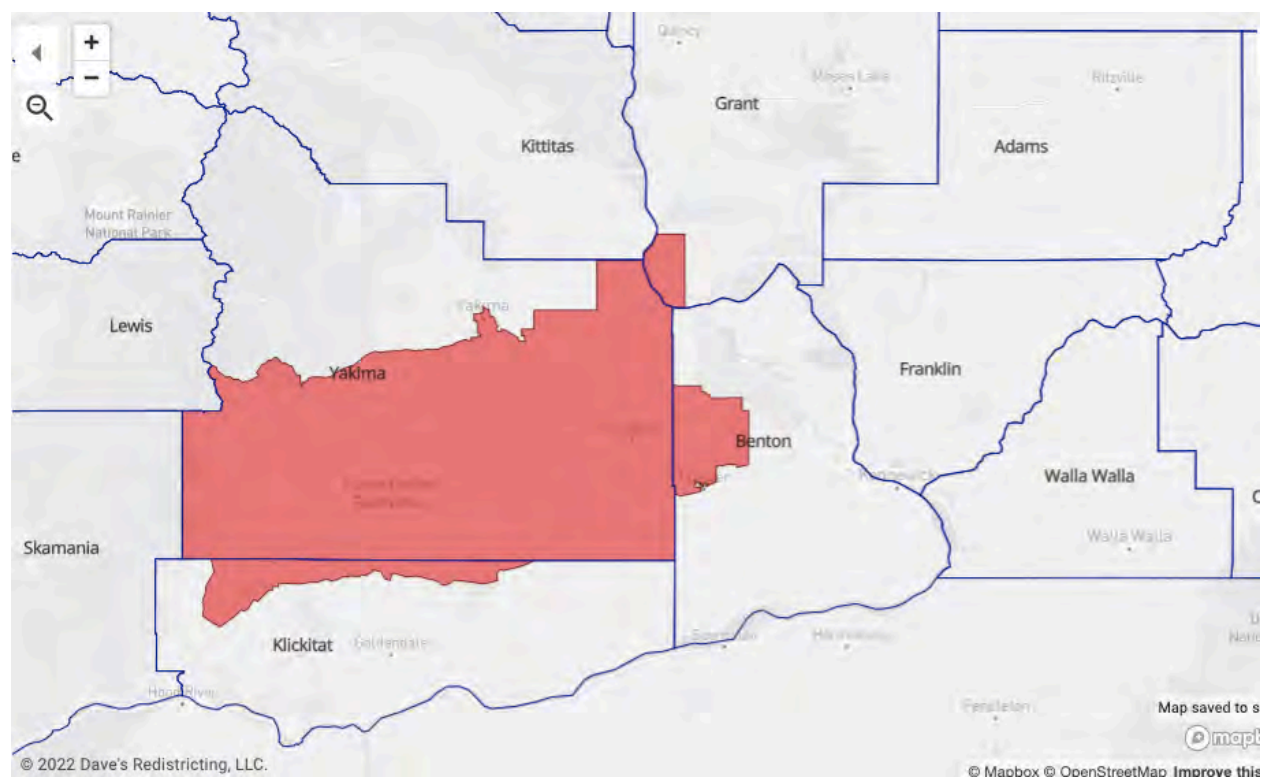 +
−
Quincy
Moses Lake
Ritzville
Grant
Kittitas
Adams
e
Mount Rainier
National Park
Yakima
Lewis
Yakima
Franklin
Benton
Walla Walla
Skamania
Walla Walla
Klickitat
Goldendale
Hood River
Pendleton
Map saved to s
mapb
© 2022 Dave's Redistricting, LLC.
© Mapbox © OpenStreetMap Improve this